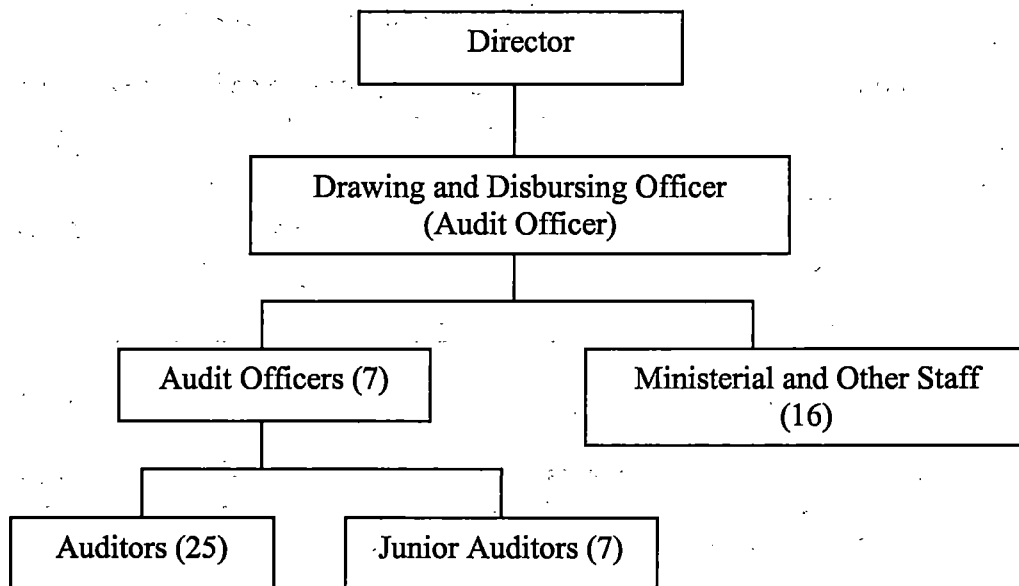 Director
Drawing and Disbursing Officer
(Audit Officer)
Audit Officers (7)
Ministerial and Other Staff
(16)
Auditors (25)
Junior Auditors (7)